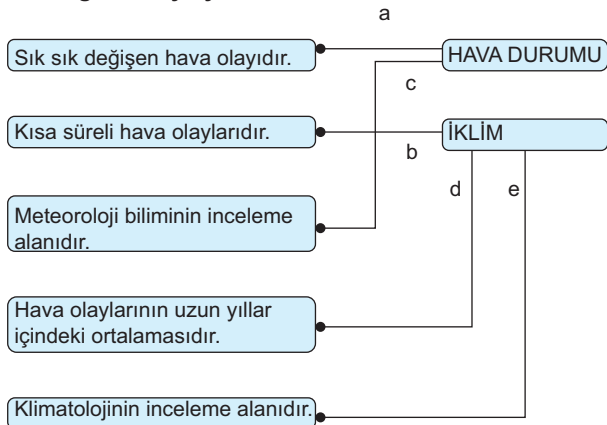 a
Sık sık değişen hava olayıdır.
HAVA DURUMU
c
Kısa süreli hava olaylarıdır.
İKLİM
b
d
e
Meteoroloji biliminin inceleme
alanıdır.
Hava olaylarının uzun yıllar
içindeki ortalamasıdır.
Klimatolojinin inceleme alanıdır.